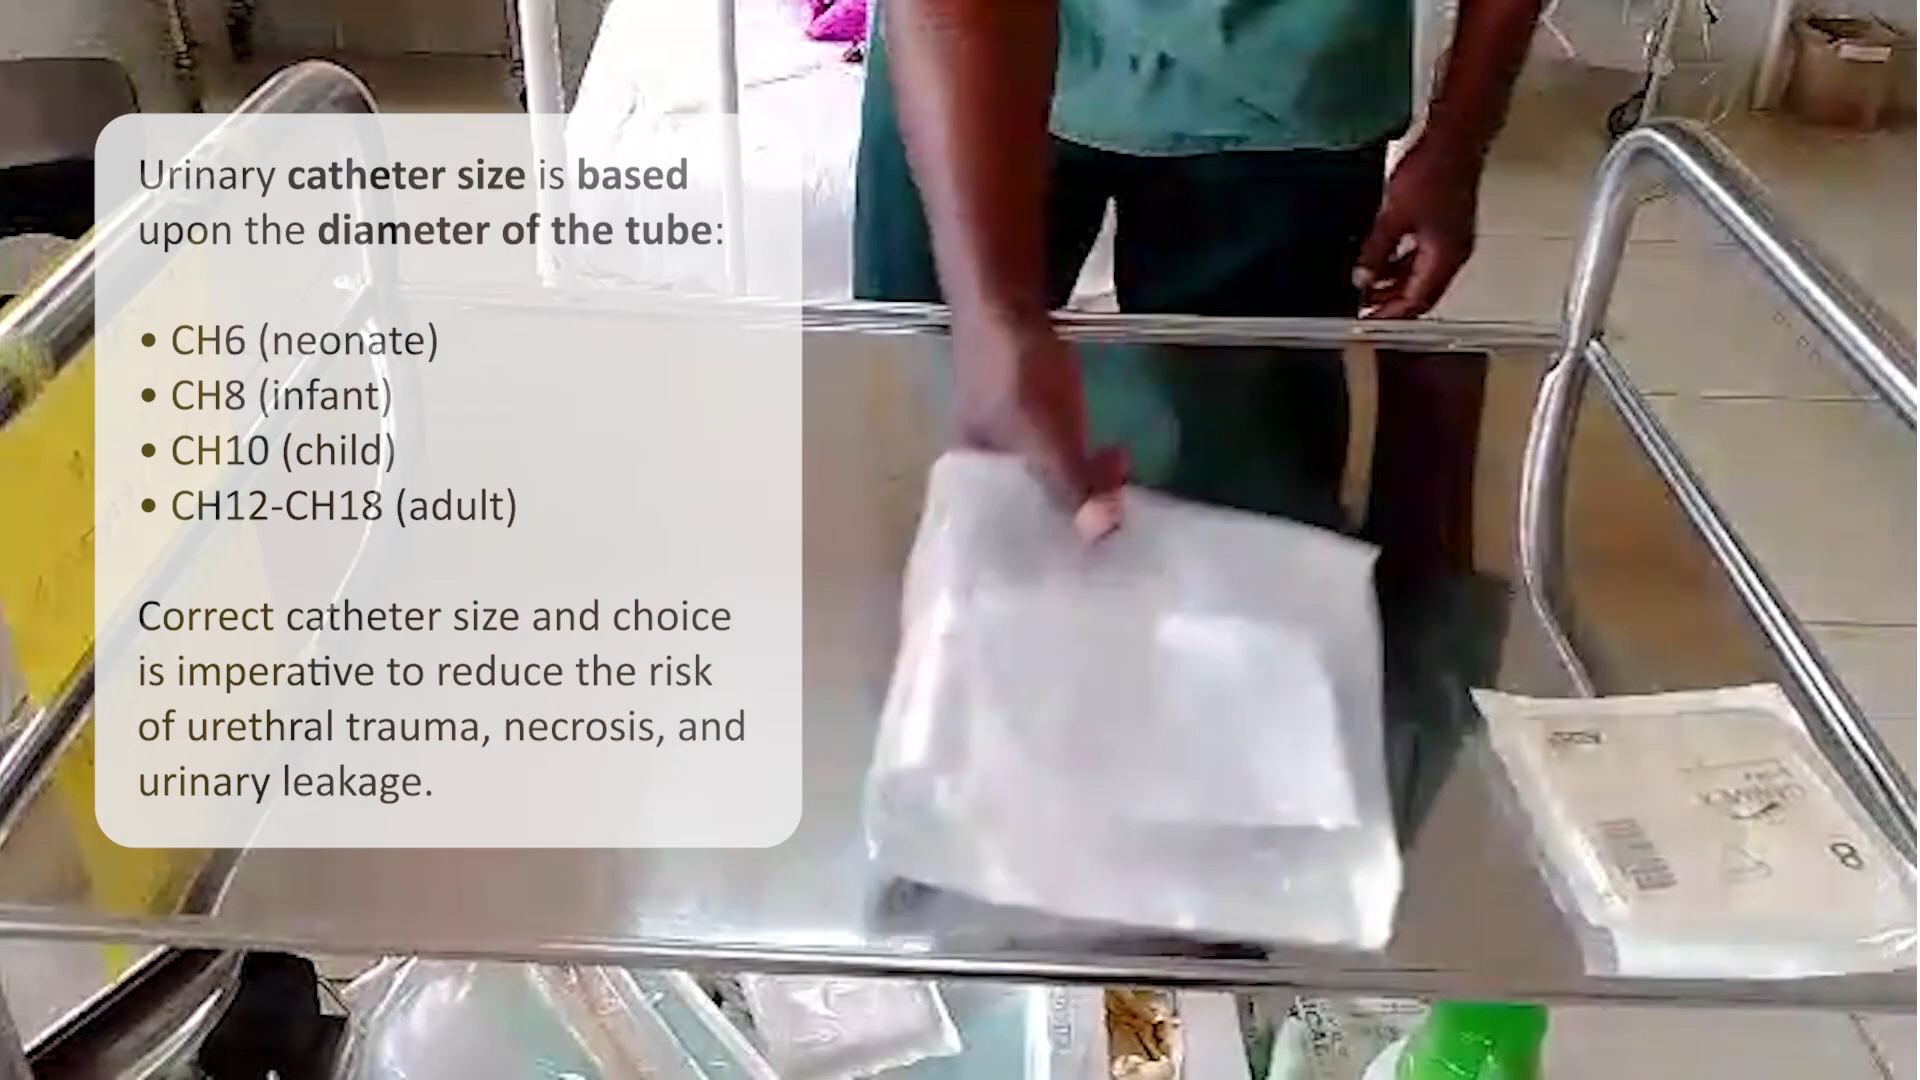 Urinary catheter size is based
upon the diameter of the tube:
• CH6 (neonate)
• CH8 (infant)
• CH10 (child)
• CH12-CH18 (adult)
Correct catheter size and choice
is imperative to reduce the risk
of urethral trauma, necrosis, and
urinary leakage.